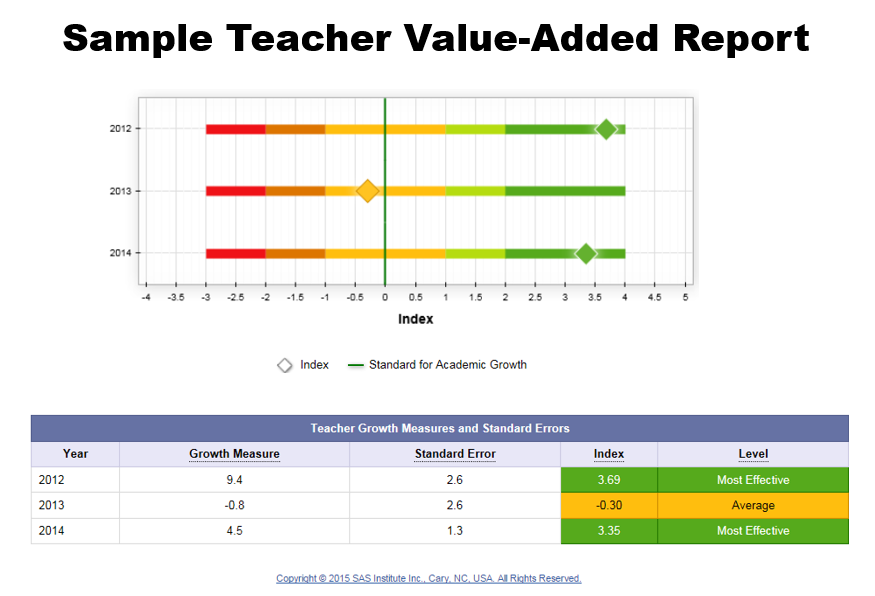 Sample Teacher Value-Added Report
2012
2013
2014
-4 -3.5 -3 -2.5 -2 -1.5 -1 -0.5 0 0.5 1 1.5 2 2.5 3 3.5 4 4.5 5
Index
Index Standard for Academic Growth
Teacher Growth Measures and Standard Errors
Year Growth Measure Standard Error Index Level
2012 9.4 2.6 3.69 Most Effective
2013 -0.8 2.6 -0.30 Average
2014 4.5 1.3 3.35 Most Effective
Copyright © 2015 SAS Institute Inc., Cary, NC, USA. All Rights Reserved.